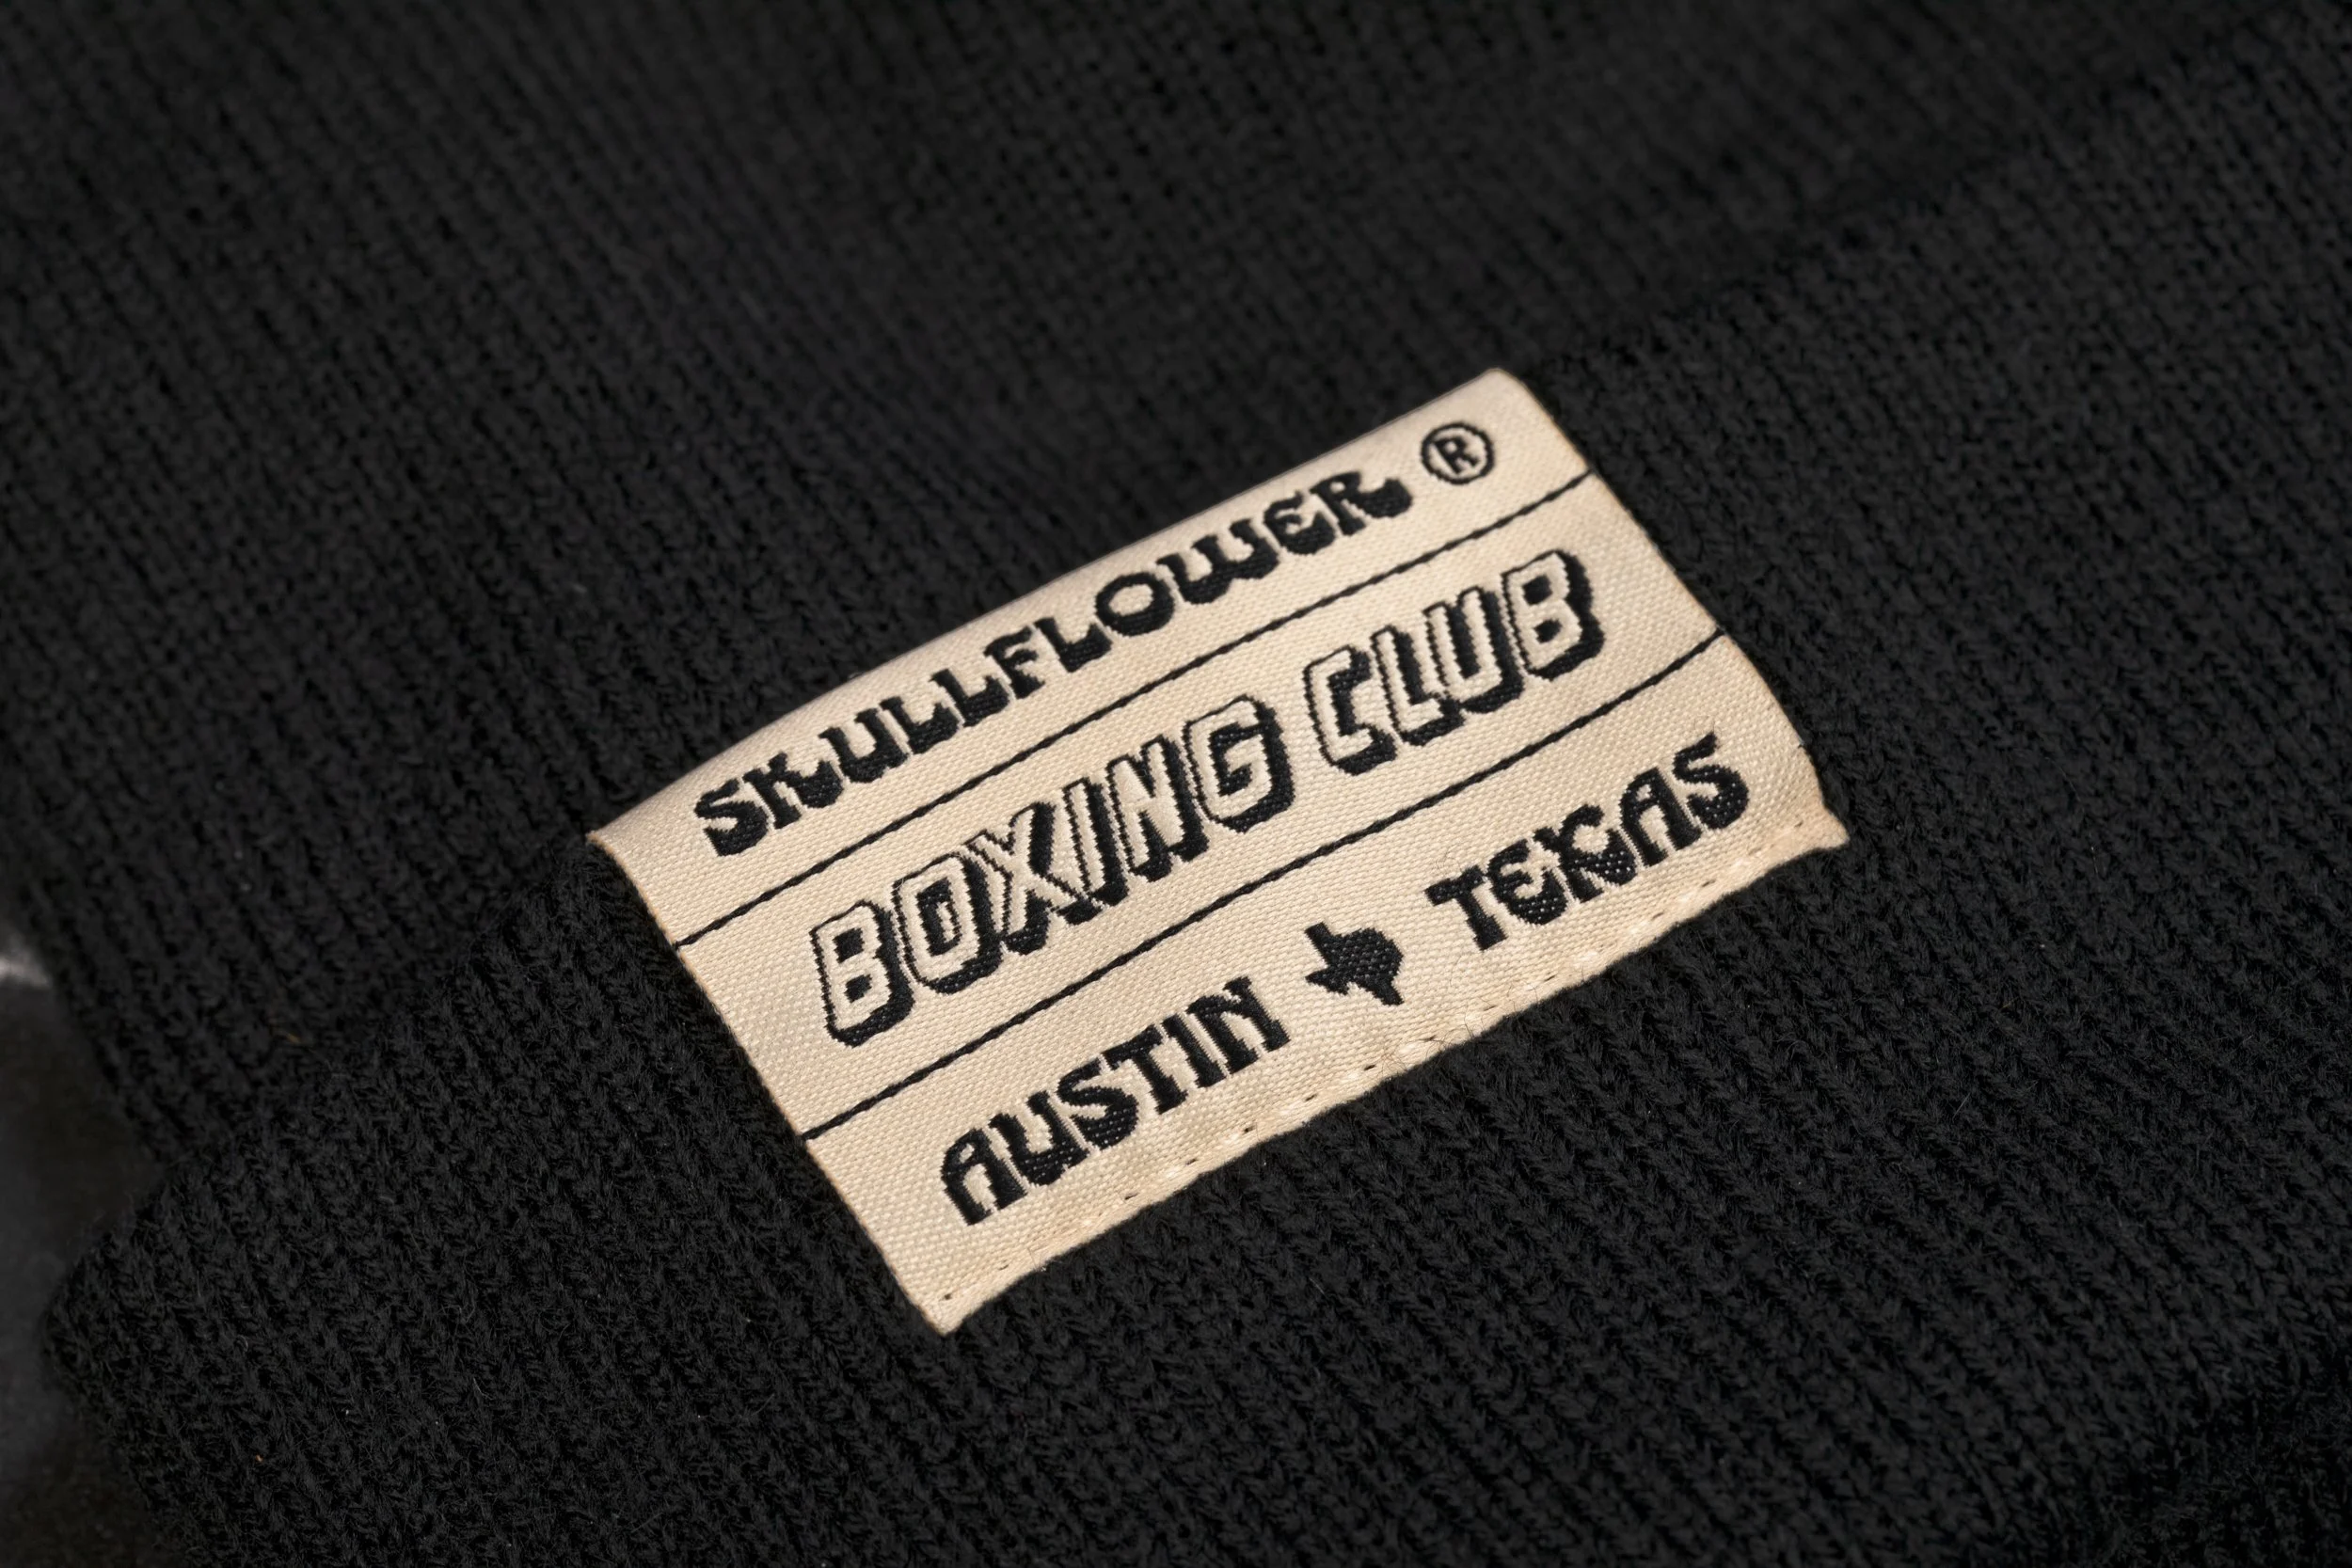 SKULLFLOWER ®
BOXING CLUB
AUSTIN TEXAS